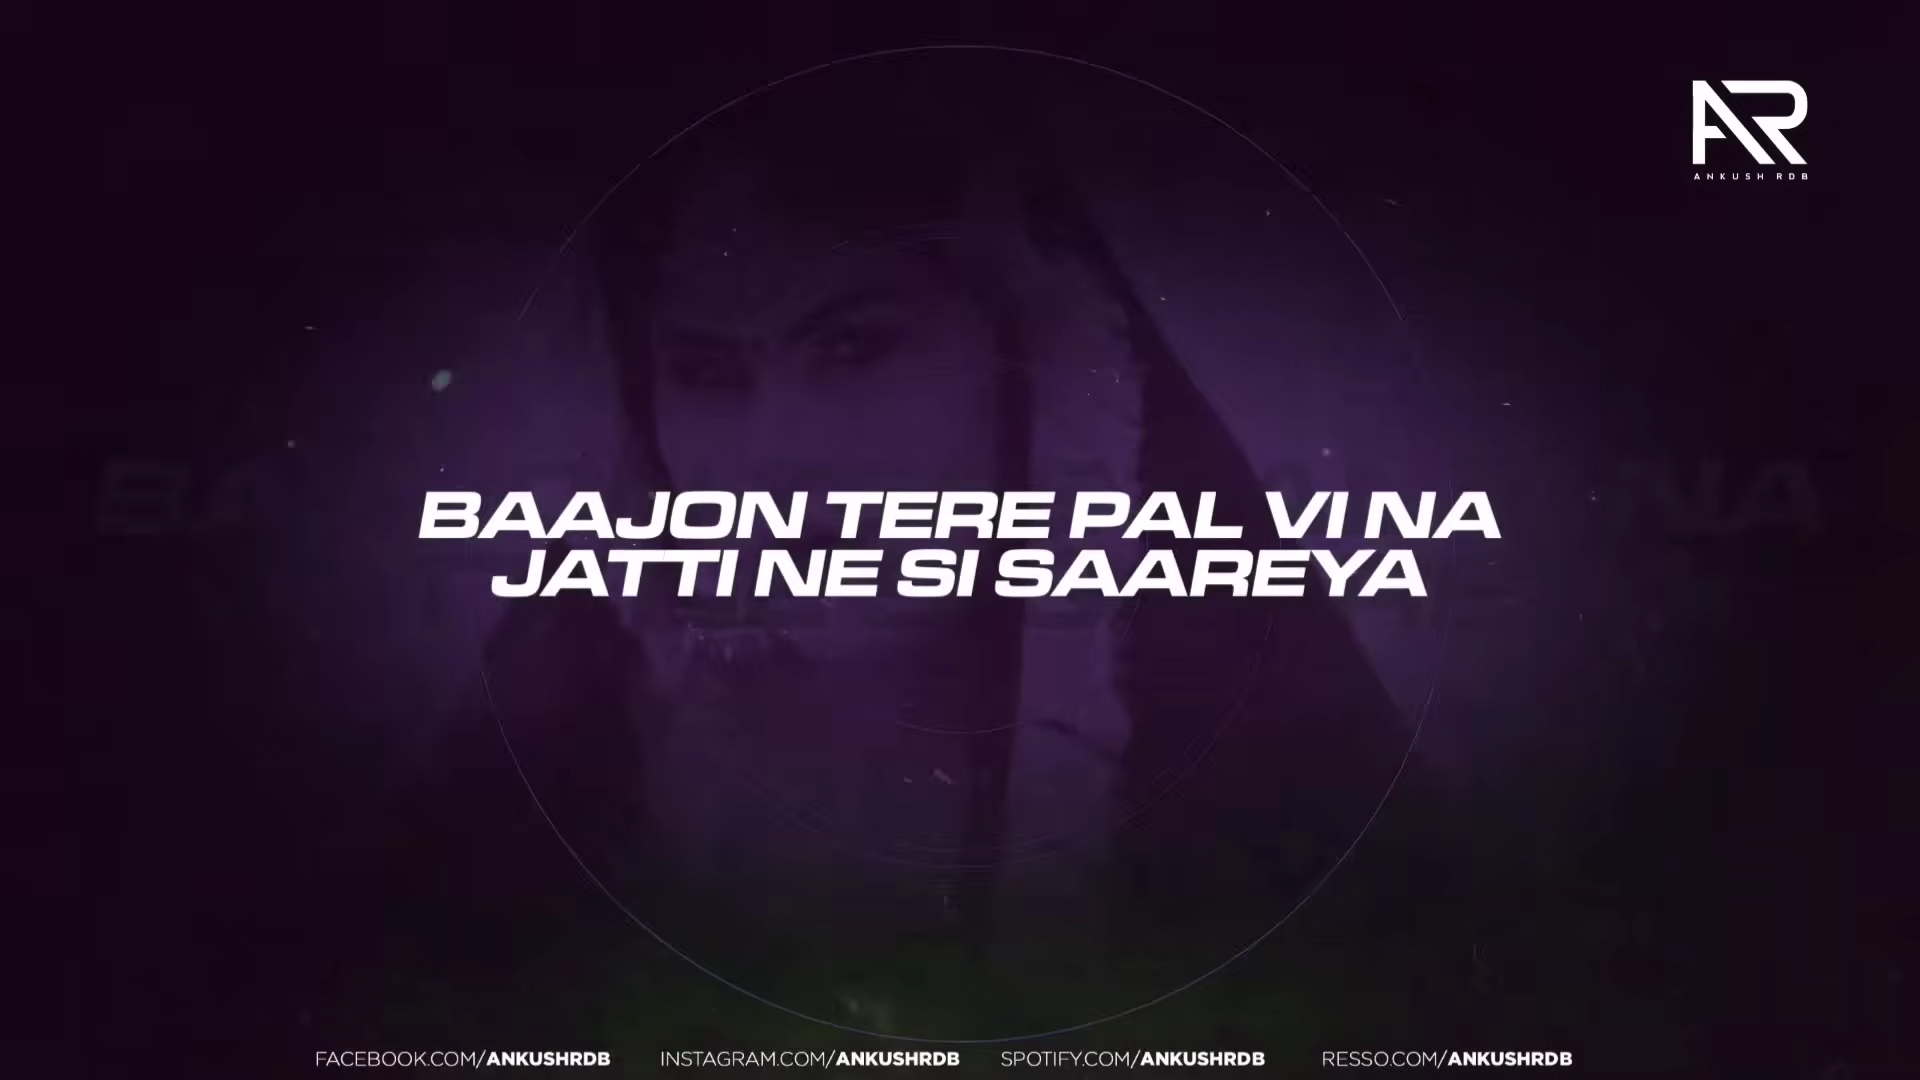 AR
ANKUSH RDB
BAAJON TERE PAL VI NA
JATTI NE SI SAAREYA
FACEBOOK.COM/ANKUSHRDB INSTAGRAM.COM/ANKUSHRDB SPOTIFY.COM/ANKUSHRDB RESSO.COM/ANKUSHRDB